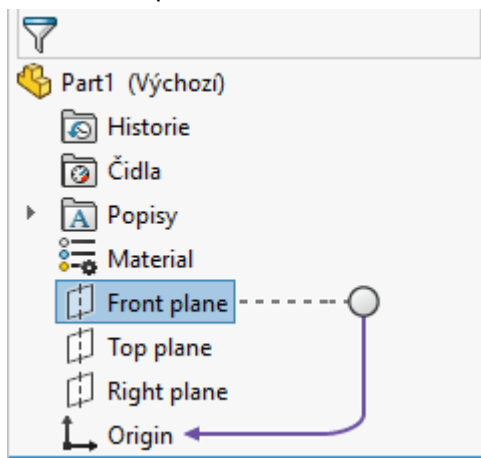 Part1 (Výchozí)
Historie
Čidla
A Popisy
Material
Front plane
Top plane
Right plane
Origin